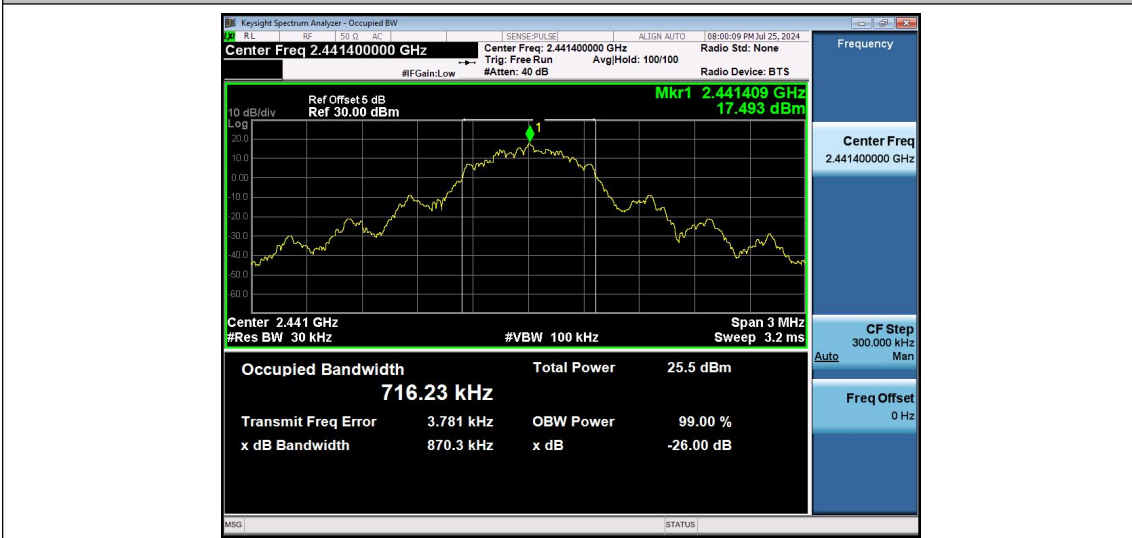 Keysight Spectrum Analyzer - Occupied BW
LXI RL RF 50 Ω AC SENSE:PULSE ALIGN AUTO 08:00:09 PM Jul 25, 2024
Center Freq 2.441400000 GHz Center Freq: 2.441400000 GHz Radio Std: None Frequency
Trig: Free Run Avg|Hold: 100/100
#IFGain:Low #Atten: 40 dB Radio Device: BTS
Mkr1 2.441409 GHz
17.493 dBm
Ref Offset 5 dB
10 dB/div Ref 30.00 dBm
Log
1
20.0
10.0
0.00
-10.0
-20.0
-30.0
-40.0
-50.0
-60.0
Center 2.441 GHz Span 3 MHz
#Res BW 30 kHz #VBW 100 kHz Sweep 3.2 ms
Occupied Bandwidth Total Power 25.5 dBm
716.23 kHz
Transmit Freq Error 3.781 kHz OBW Power 99.00 %
x dB Bandwidth 870.3 kHz x dB -26.00 dB
Center Freq
2.441400000 GHz
CF Step
300.000 kHz
Auto Man
Freq Offset
0 Hz
MSG STATUS